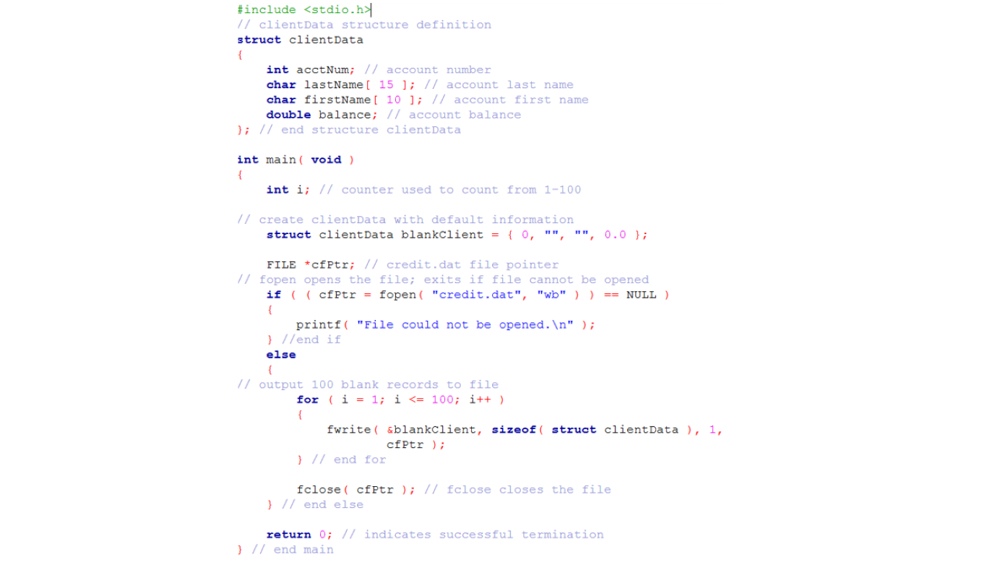 #include <stdio.h>
// clientData structure definition
struct clientData
{
    int acctNum; // account number
    char lastName[ 15 ]; // account last name
    char firstName[ 10 ]; // account first name
    double balance; // account balance
}; // end structure clientData

int main( void )
{
    int i; // counter used to count from 1-100

// create clientData with default information
    struct clientData blankClient = { 0, "", "", 0.0 };

    FILE *cfPtr; // credit.dat file pointer
// fopen opens the file; exits if file cannot be opened
    if ( ( cfPtr = fopen( "credit.dat", "wb" ) ) == NULL )
    {
        printf( "File could not be opened.\n" );
    } //end if
    else
    {
// output 100 blank records to file
        for ( i = 1; i <= 100; i++ )
        {
            fwrite( &blankClient, sizeof( struct clientData ), 1,
                    cfPtr );
        } // end for

        fclose( cfPtr ); // fclose closes the file
    } // end else

    return 0; // indicates successful termination
} // end main